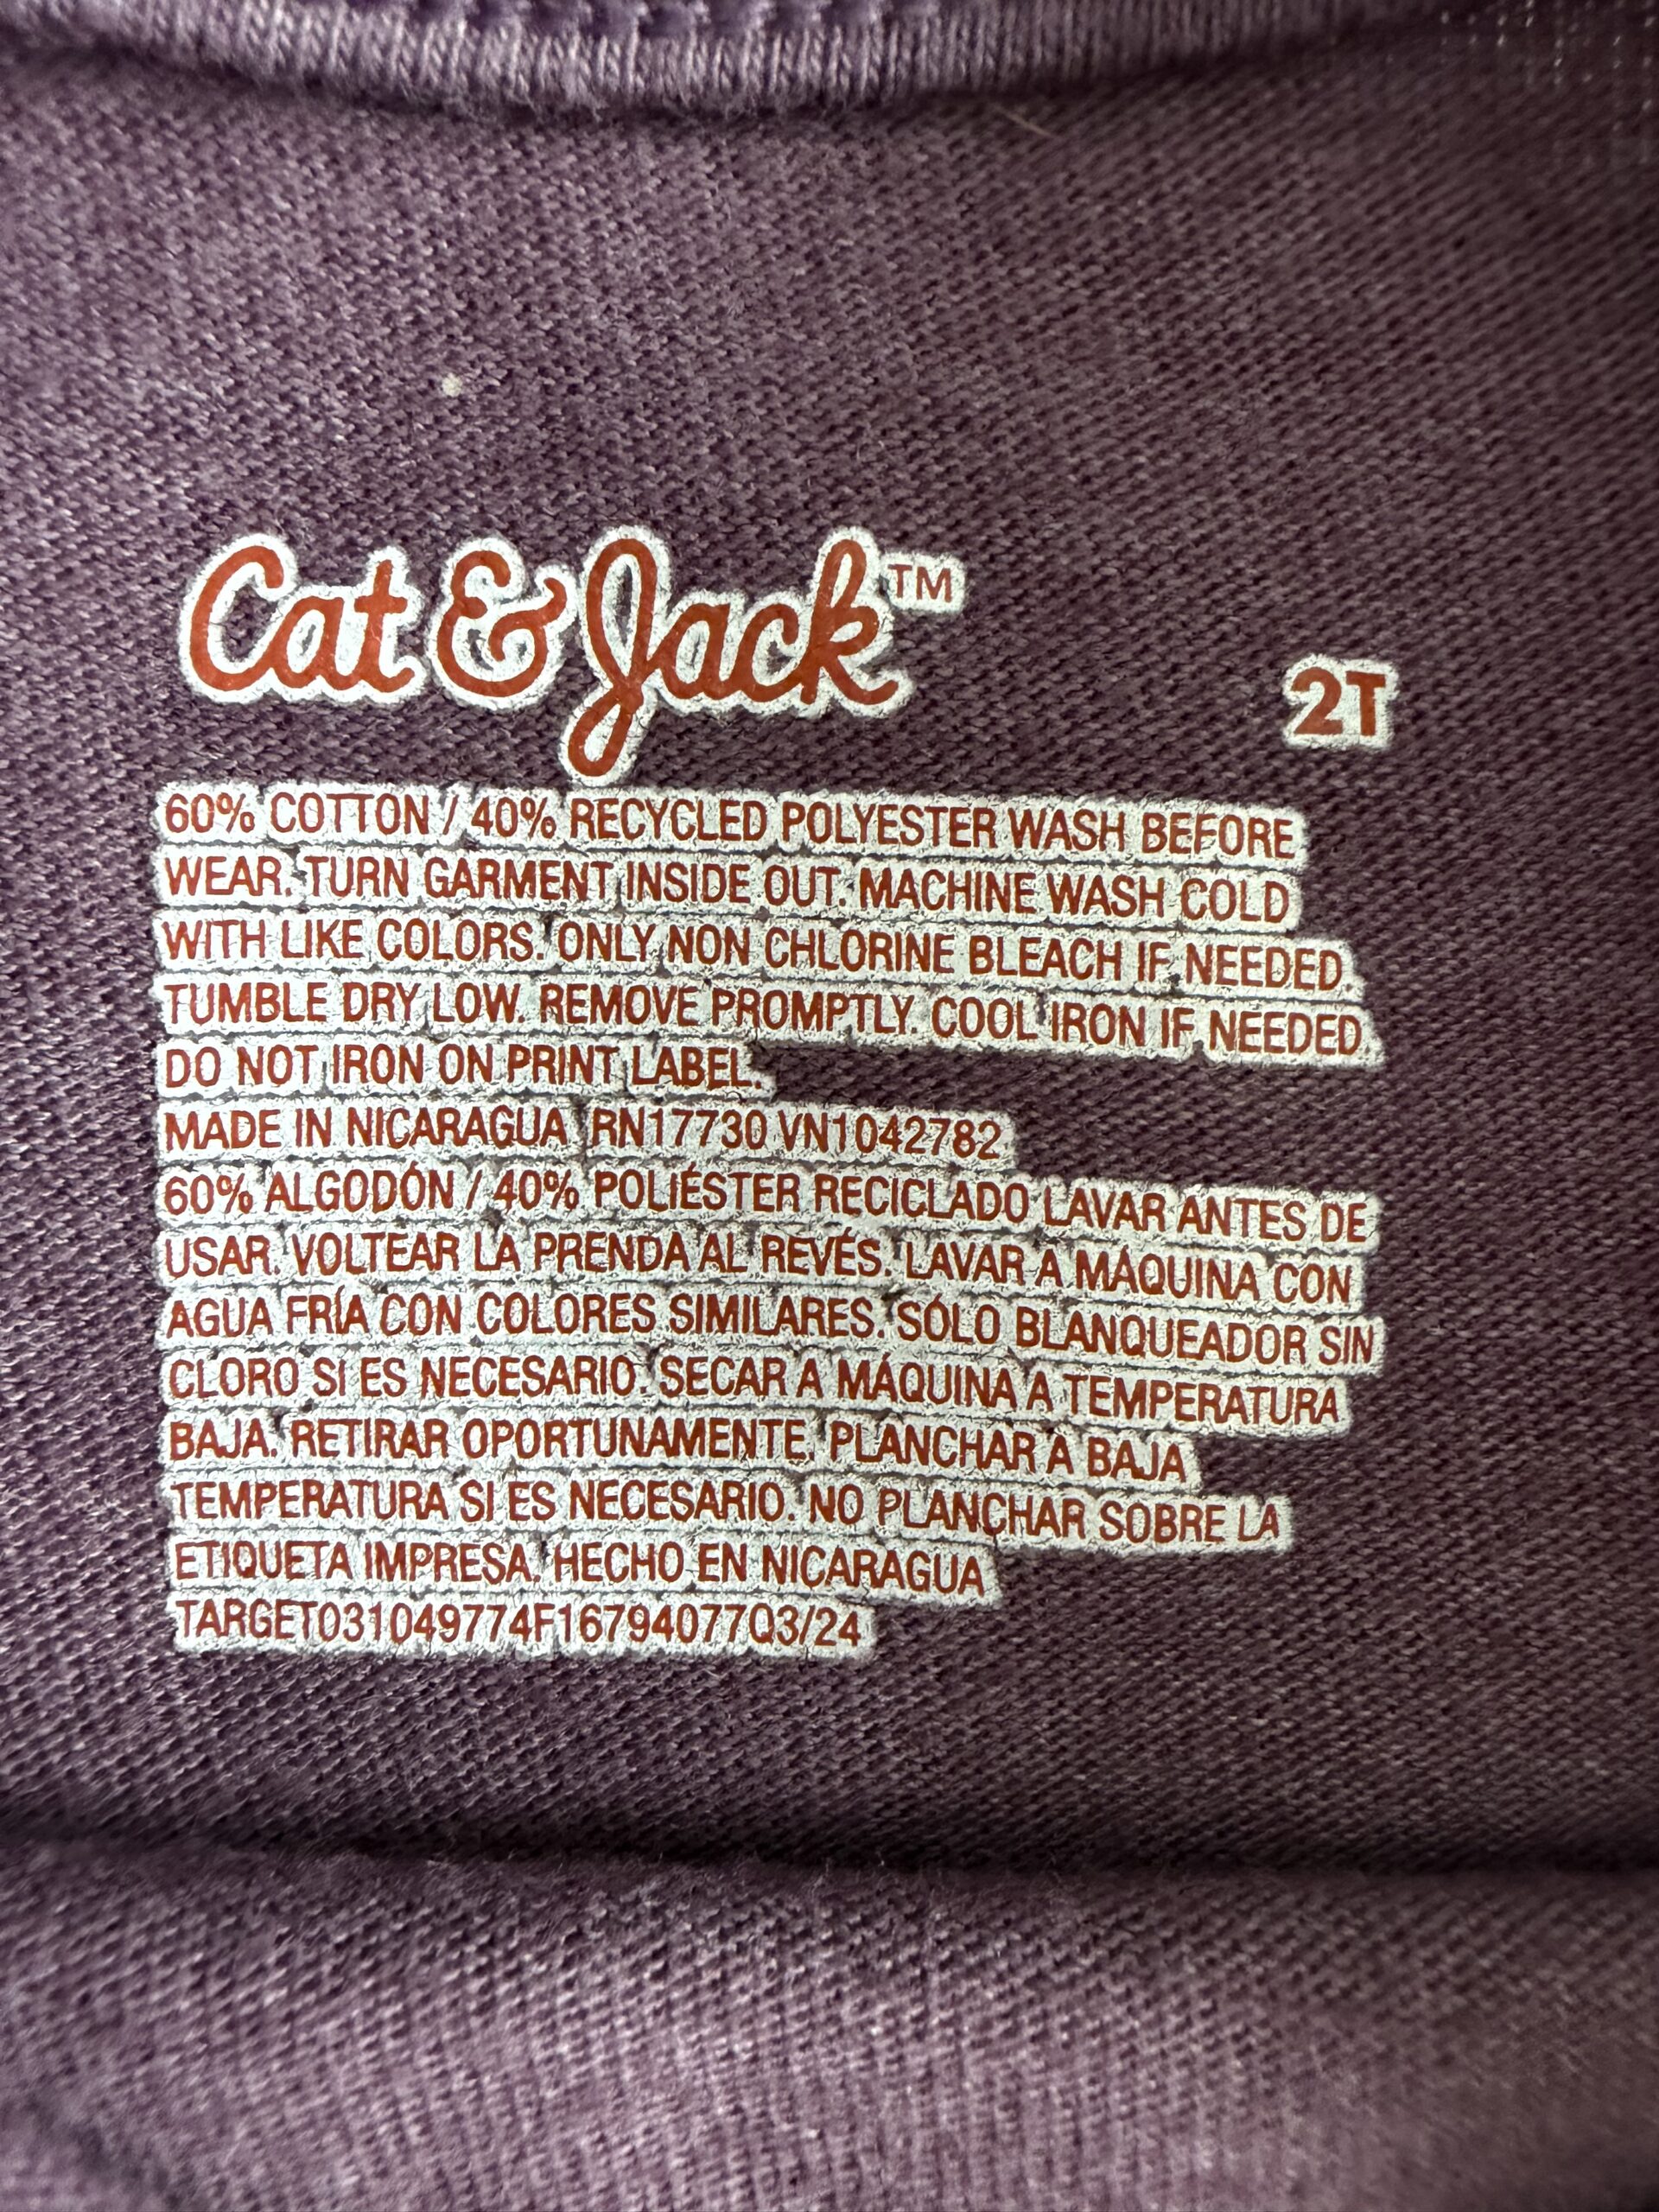 Cat & Jack™
2T
60% COTTON / 40% RECYCLED POLYESTER WASH BEFORE
WEAR. TURN GARMENT INSIDE OUT. MACHINE WASH COLD
WITH LIKE COLORS. ONLY NON CHLORINE BLEACH IF NEEDED.
TUMBLE DRY LOW. REMOVE PROMPTLY. COOL IRON IF NEEDED.
DO NOT IRON ON PRINT LABEL.
MADE IN NICARAGUA RN17730 VN1042782
60% ALGODÓN / 40% POLIÉSTER RECICLADO LAVAR ANTES DE
USAR. VOLTEAR LA PRENDA AL REVÉS. LAVAR A MÁQUINA CON
AGUA FRÍA CON COLORES SIMILARES. SÓLO BLANQUEADOR SIN
CLORO SI ES NECESARIO. SECAR A MÁQUINA A TEMPERATURA
BAJA. RETIRAR OPORTUNAMENTE. PLANCHAR A BAJA
TEMPERATURA SI ES NECESARIO. NO PLANCHAR SOBRE LA
ETIQUETA IMPRESA. HECHO EN NICARAGUA
TARGET031049774F16794077Q3/24